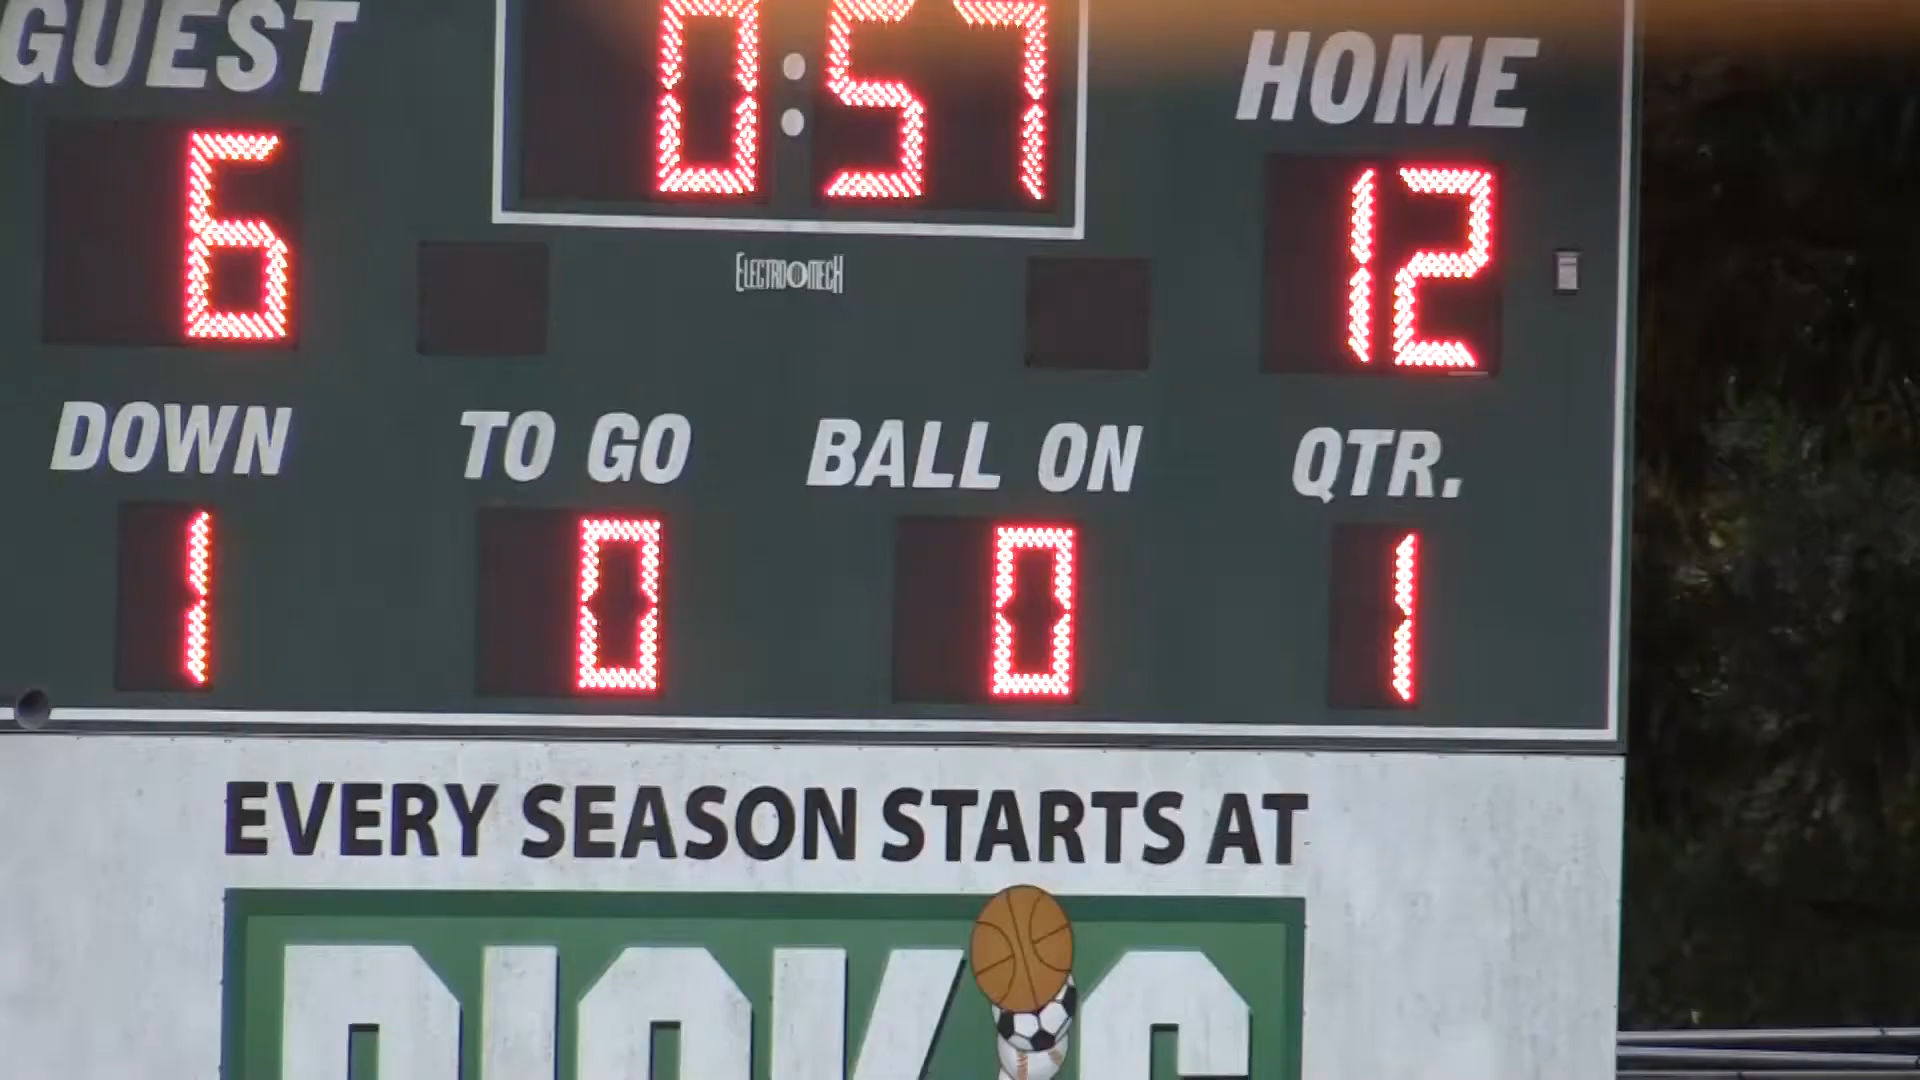 GUEST 0:57 HOME
6 12
ELECTRO-MECH
DOWN TO GO BALL ON QTR.
1 0 0 1
EVERY SEASON STARTS AT
DICK'S